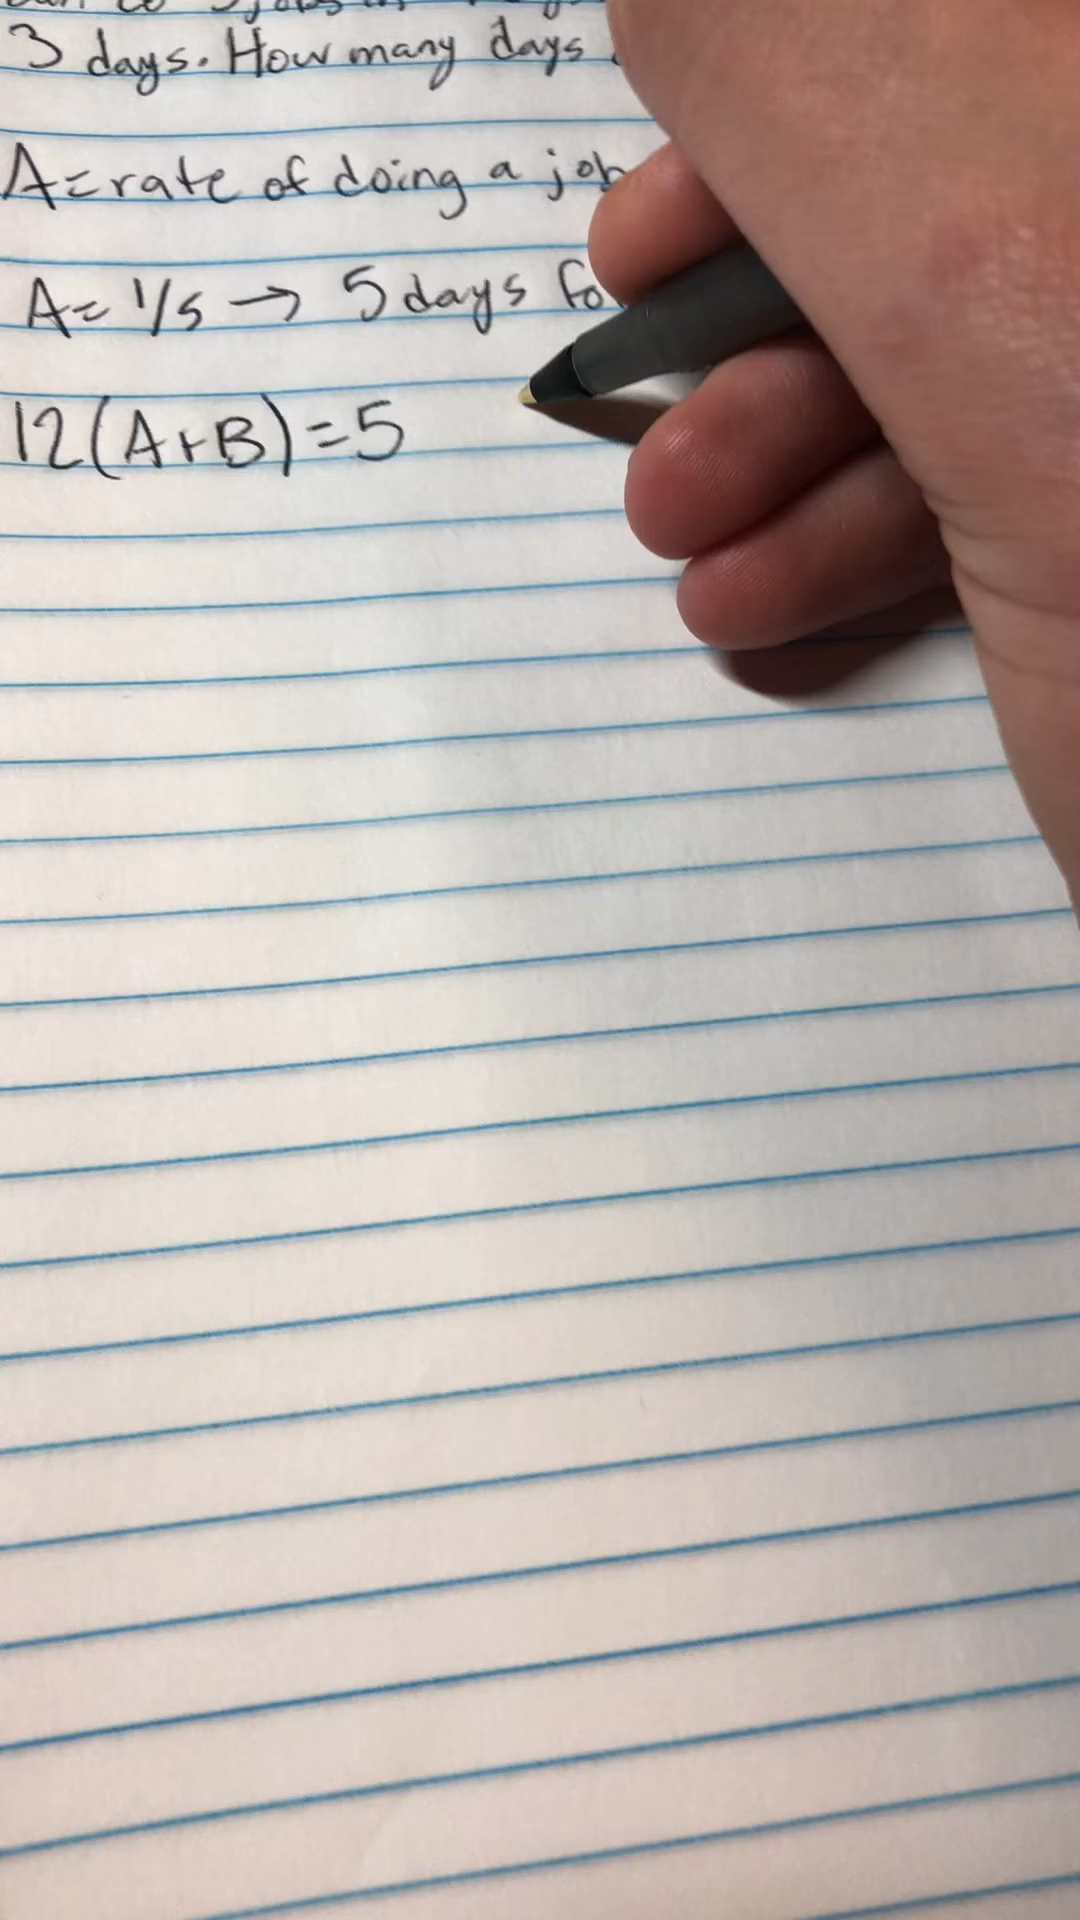 3 days. How many days
A = rate of doing a job
A = 1/5 → 5 days fo
12(A+B)=5